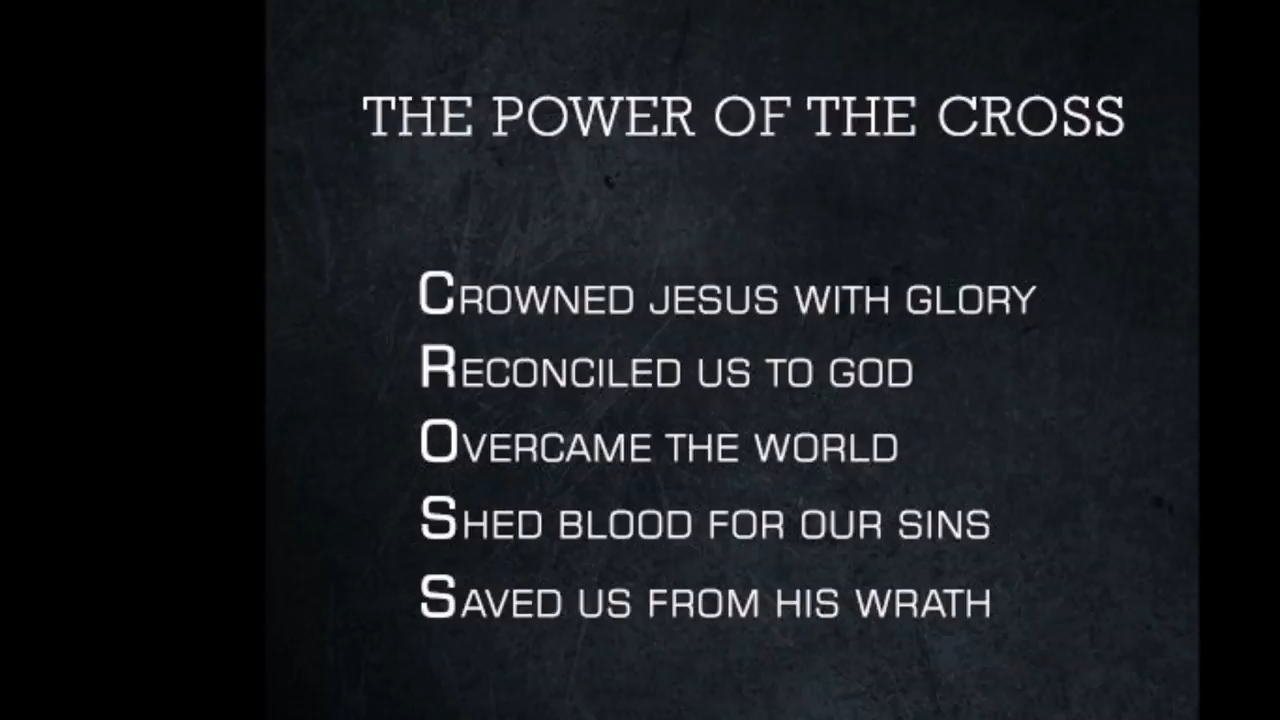 THE POWER OF THE CROSS
CROWNED JESUS WITH GLORY
RECONCILED US TO GOD
OVERCAME THE WORLD
SHED BLOOD FOR OUR SINS
SAVED US FROM HIS WRATH